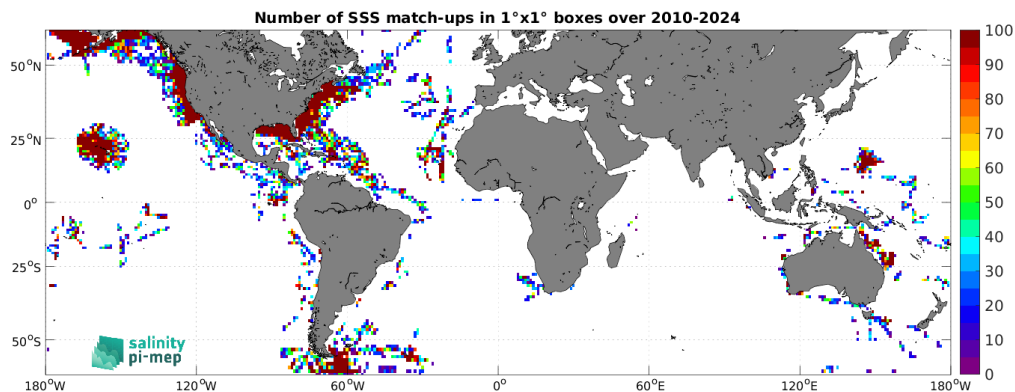 Number of SSS match-ups in 1°x1° boxes over 2010-2024
50°N
25°N
0°
25°S
50°S
180°W
120°W
60°W
0°
60°E
120°E
180°W
100
90
80
70
60
50
40
30
20
10
0
salinity
pi-mep